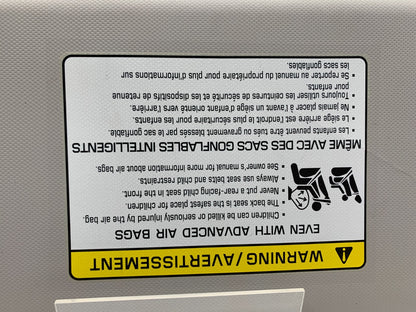 WARNING / AVERTISSEMENT
EVEN WITH ADVANCED AIR BAGS
• Children can be killed or seriously injured by the air bag.
• The back seat is the safest place for children.
• Never put a rear-facing child seat in the front.
• Always use seat belts and child restraints.
• See owner's manual for more information about air bags.
MÊME AVEC DES SACS GONFLABLES INTELLIGENTS
• Les enfants peuvent être tués ou gravement blessés par le sac gonflable.
• Le siège arrière est l'endroit le plus sécuritaire pour les enfants.
• Ne jamais placer à l'avant un siège d'enfant orienté vers l'arrière.
• Toujours utiliser les ceintures de sécurité et les dispositifs de retenue
pour enfants.
• Se reporter au manuel du propriétaire pour plus d'informations sur
les sacs gonflables.